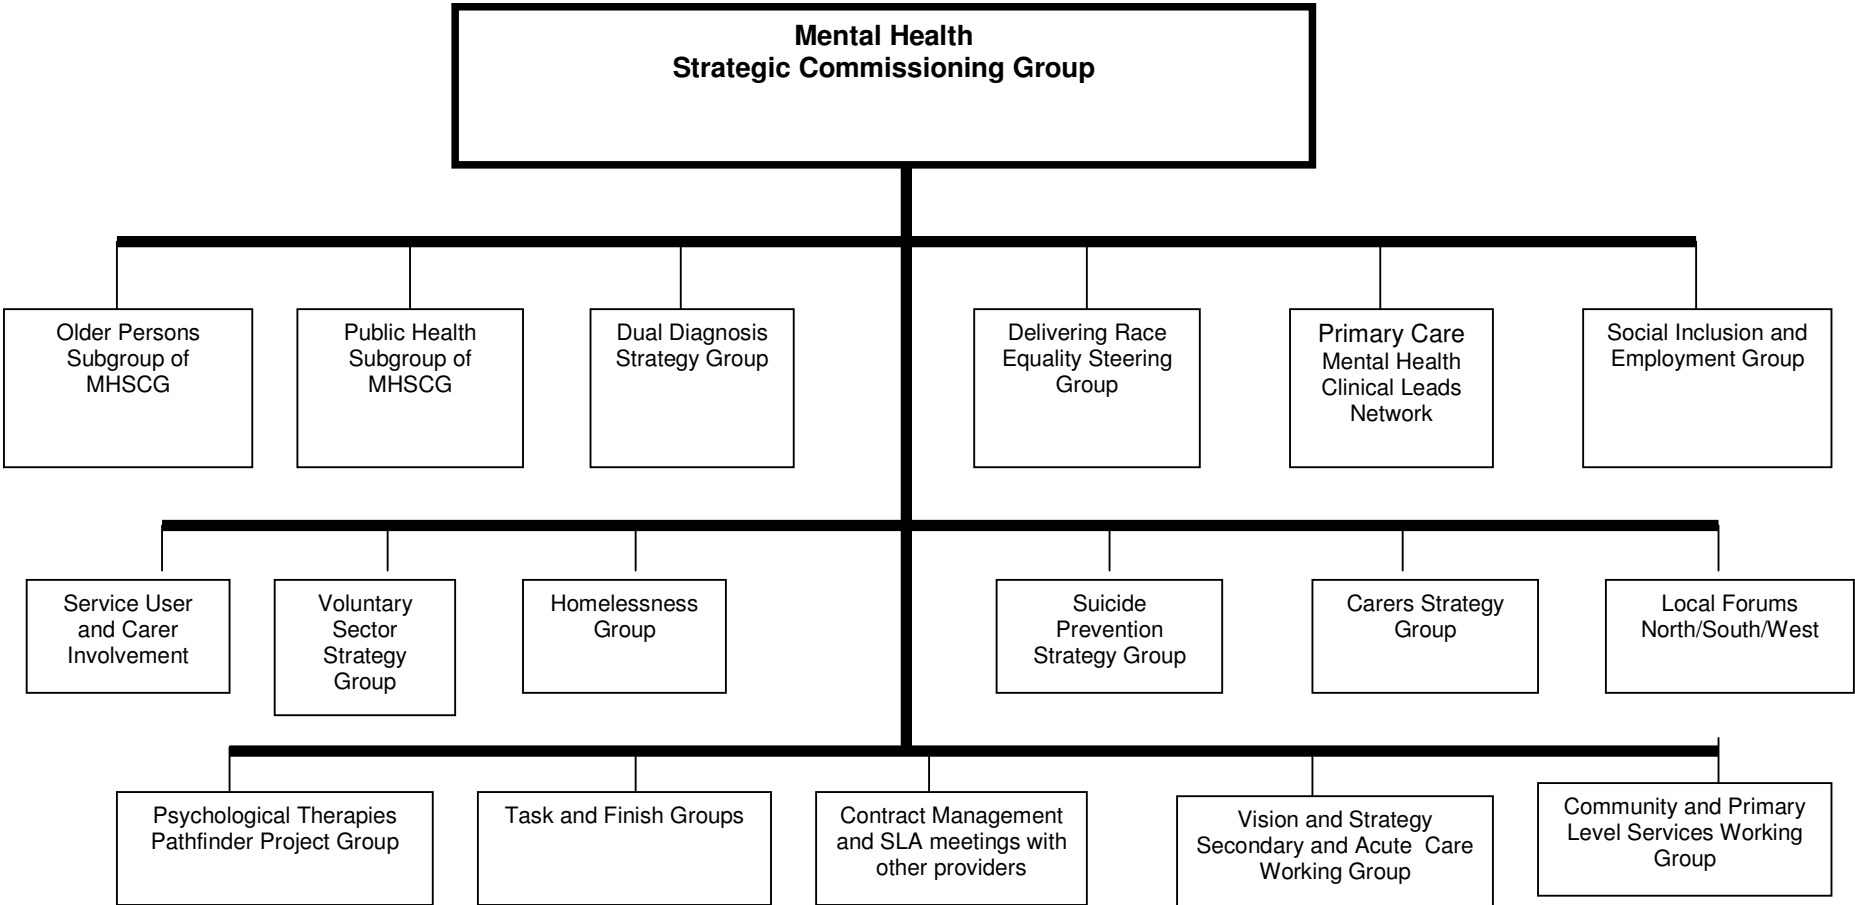 Mental Health
Strategic Commissioning Group
Older Persons
Subgroup of
MHSCG
Public Health
Subgroup of
MHSCG
Dual Diagnosis
Strategy Group
Delivering Race
Equality Steering
Group
Primary Care
Mental Health
Clinical Leads
Network
Social Inclusion and
Employment Group
Service User
and Carer
Involvement
Voluntary
Sector
Strategy
Group
Homelessness
Group
Suicide
Prevention
Strategy Group
Carers Strategy
Group
Local Forums
North/South/West
Psychological Therapies
Pathfinder Project Group
Task and Finish Groups
Contract Management
and SLA meetings with
other providers
Vision and Strategy
Secondary and Acute Care
Working Group
Community and Primary
Level Services Working
Group